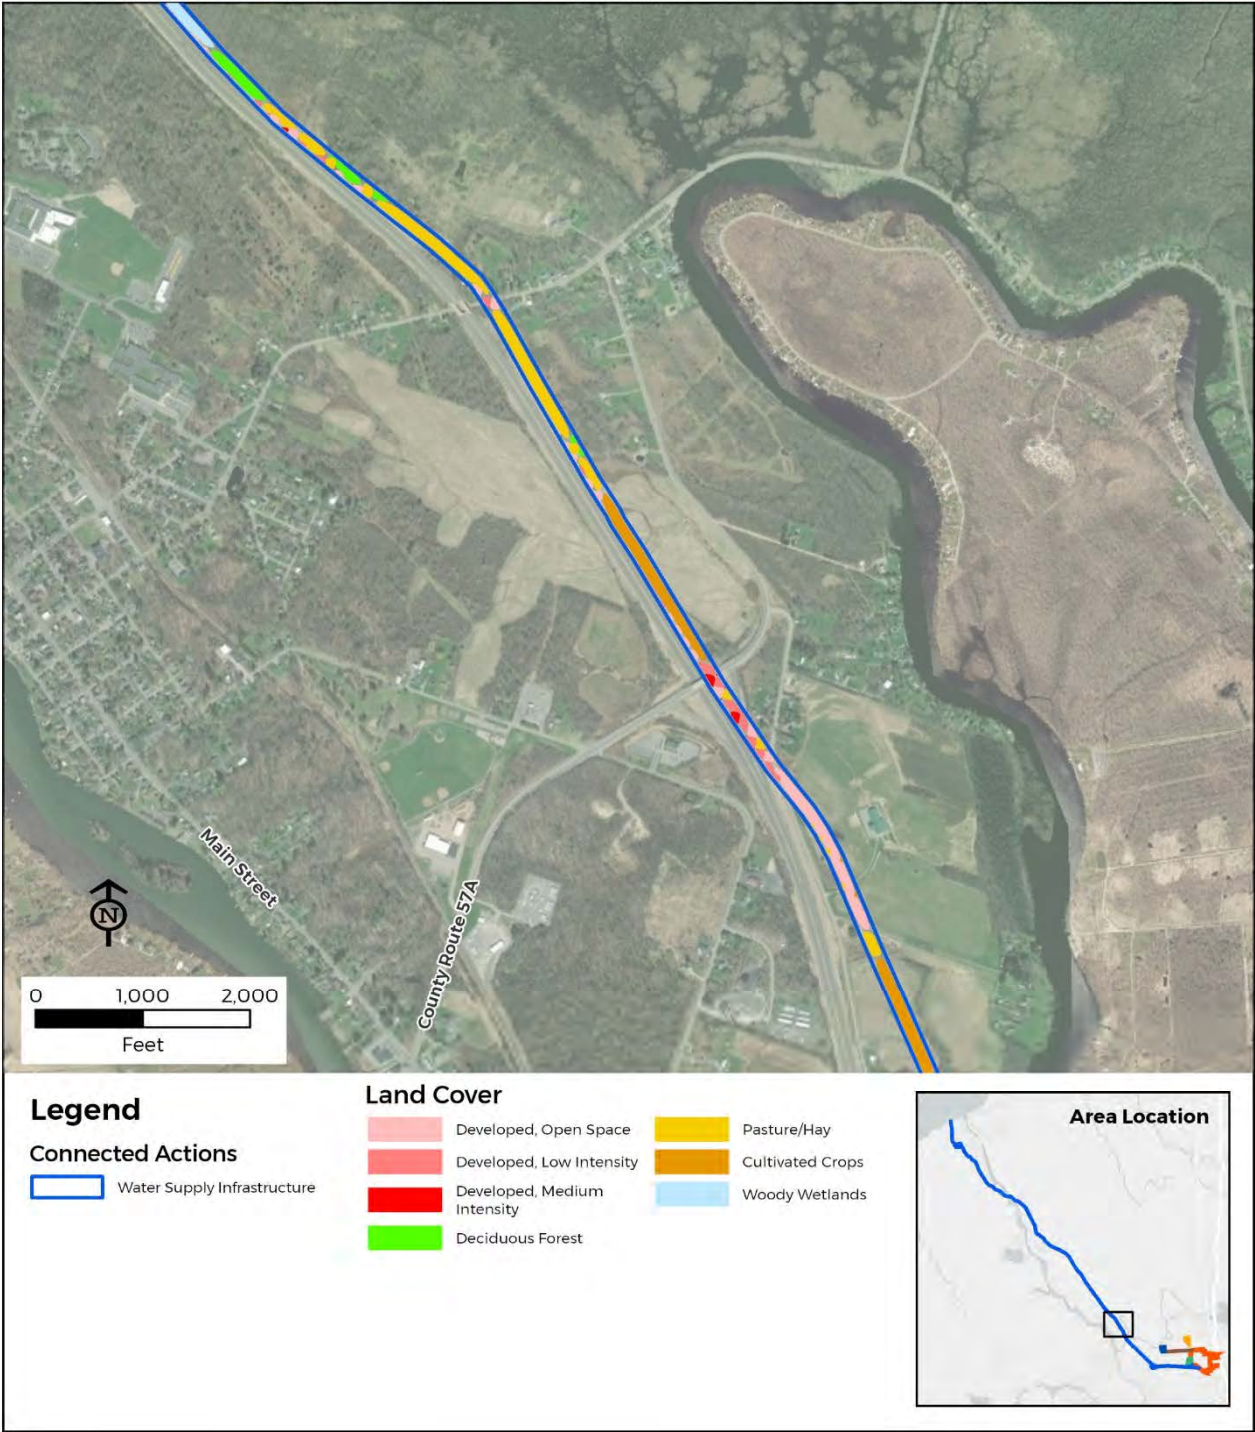 Main Street
County Route 57A
N
0 1,000 2,000
Feet
Legend
Connected Actions
Water Supply Infrastructure
Land Cover
Developed, Open Space
Developed, Low Intensity
Developed, Medium
Intensity
Deciduous Forest
Pasture/Hay
Cultivated Crops
Woody Wetlands
Area Location